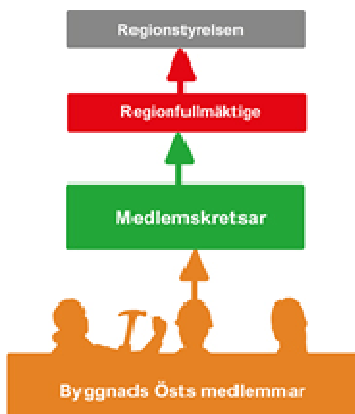 Regionstyrelsen
Regionfullmäktige
Medlemskretsar
Byggnads Östs medlemmar